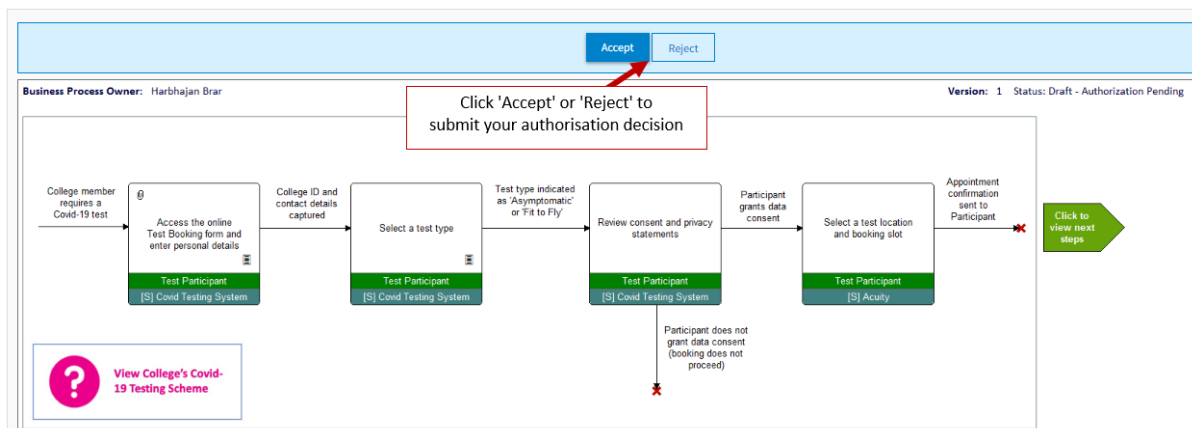 Accept
Reject
Click 'Accept' or 'Reject' to
submit your authorisation decision
Business Process Owner: Harbhajan Brar
Version: 1 Status: Draft - Authorization Pending
College member
requires a
Covid-19 test
Access the online
Test Booking form and
enter personal details
Test Participant
[S] Covid Testing System
College ID and
contact details
captured
Select a test type
Test Participant
[S] Covid Testing System
Test type indicated
as 'Asymptomatic'
or 'Fit to Fly'
Review consent and privacy
statements
Test Participant
[S] Covid Testing System
Participant
grants data
consent
Select a test location
and booking slot
Test Participant
[S] Acuity
Appointment
confirmation
sent to
Participant
Click to
view next
steps
Participant does not
grant data consent
(booking does not
proceed)
?
View College's Covid-
19 Testing Scheme